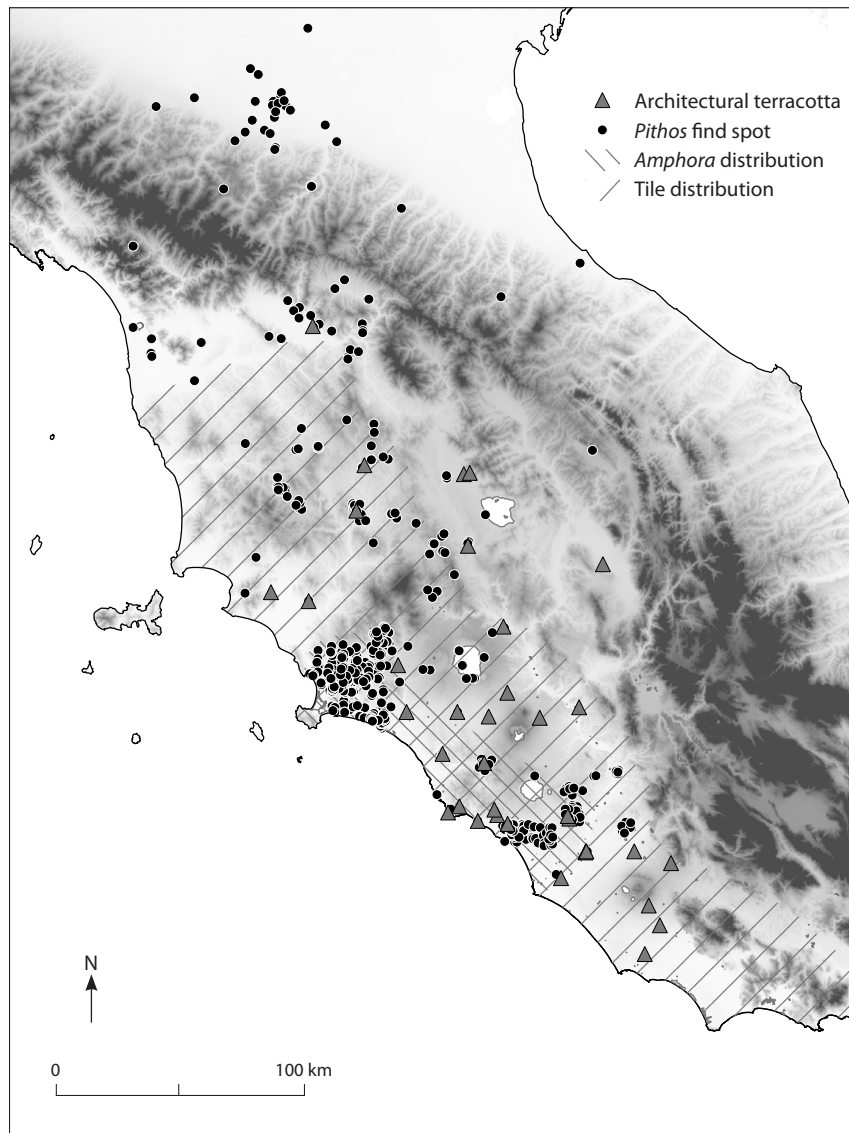 Architectural terracotta
Pithos find spot
Amphora distribution
Tile distribution
N
0 100 km